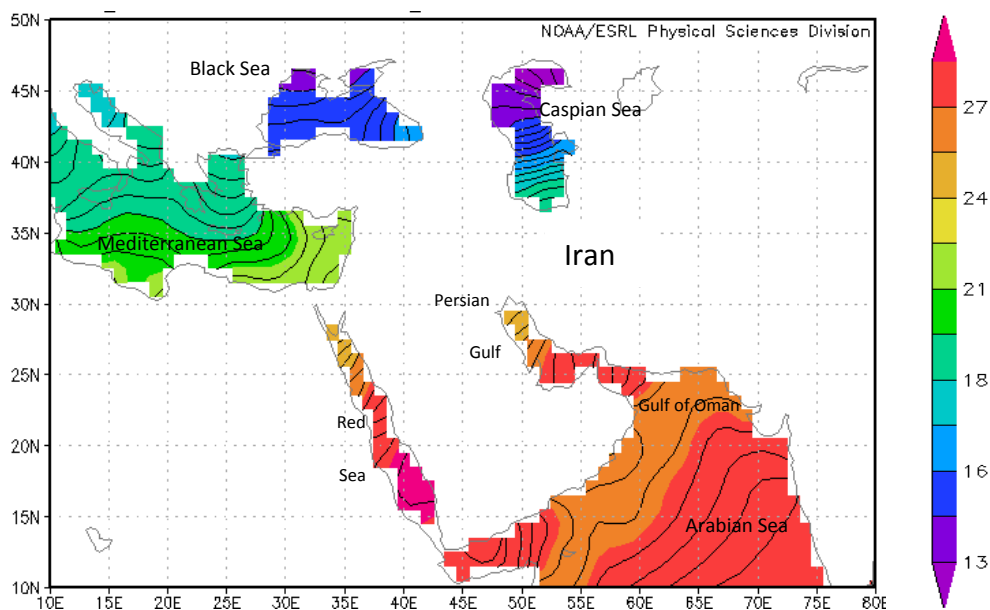 50N
NOAA/ESRL Physical Sciences Division
Black Sea
45N
Caspian Sea
27
40N
24
35N
Mediterranean Sea
Iran
21
30N
Persian
Gulf
25N
18
Gulf of Oman
Red
20N
Sea
16
15N
Arabian Sea
13
10N
10E 15E 20E 25E 30E 35E 40E 45E 50E 55E 60E 65E 70E 75E 80E